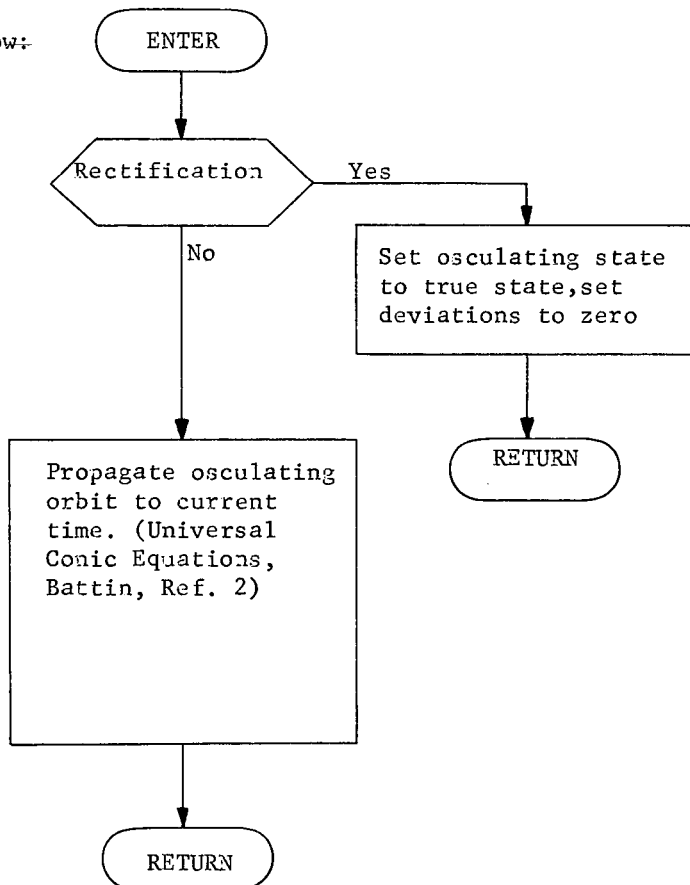 ow:
ENTER
Rectification
Yes
No
Set osculating state
to true state,set
deviations to zero
RETURN
Propagate osculating
orbit to current
time. (Universal
Conic Equations,
Battin, Ref. 2)
RETURN